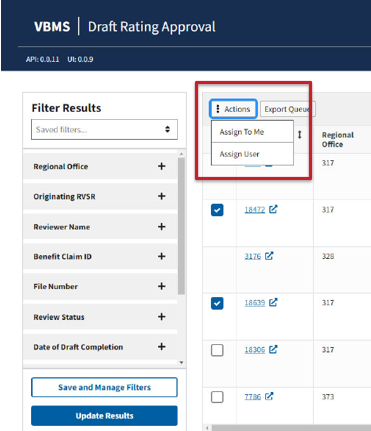 VBMS | Draft Rating Approval
API: 0.0.11 UI: 0.0.9
Filter Results
Saved filters...
Regional Office
Originating RVSR
Reviewer Name
Benefit Claim ID
File Number
Review Status
Date of Draft Completion
Save and Manage Filters
Update Results
Actions Export Queue
Assign To Me
Assign User
Regional
Office
317
18472 317
3176 328
18639 317
18306 317
7786 373